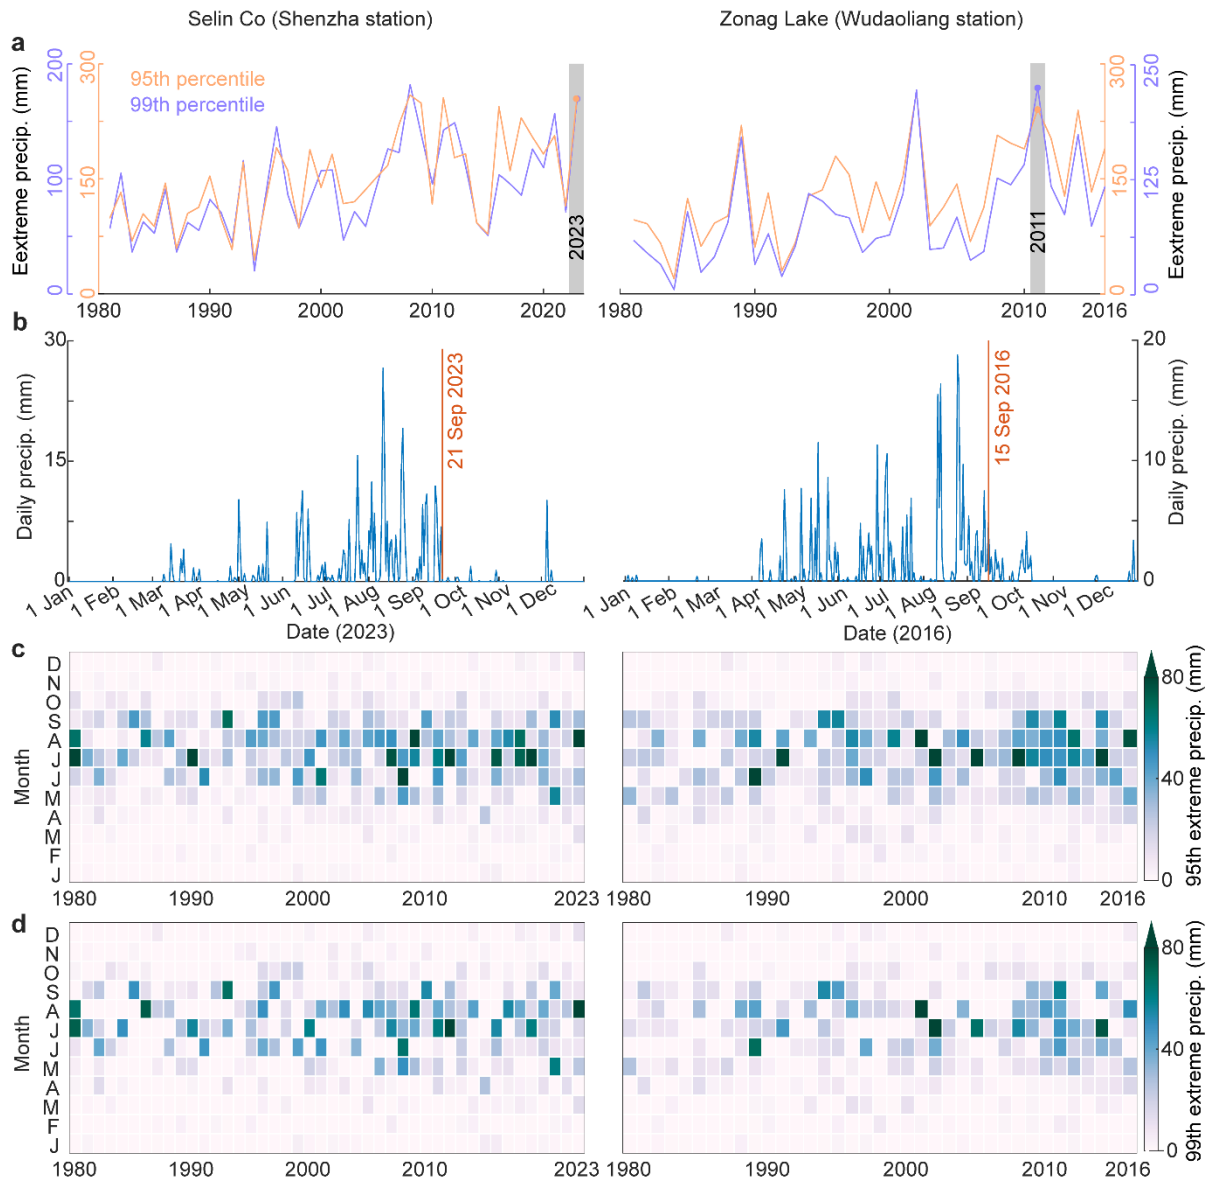 Selin Co (Shenzha station)
Zonag Lake (Wudaoliang station)
a
Eextreme precip. (mm)
200
100
0
300
150
0
95th percentile
99th percentile
2023
1980
1990
2000
2010
2020
2011
1980
1990
2000
2010
2016
300
150
0
250
125
0
Eextreme precip. (mm)
b
Daily precip. (mm)
30
15
0
21 Sep 2023
1 Jan
1 Feb
1 Mar
1 Apr
1 May
1 Jun
1 Jul
1 Aug
1 Sep
1 Oct
1 Nov
1 Dec
Date (2023)
15 Sep 2016
1 Jan
1 Feb
1 Mar
1 Apr
1 May
1 Jun
1 Jul
1 Aug
1 Sep
1 Oct
1 Nov
1 Dec
Date (2016)
20
10
0
Daily precip. (mm)
c
Month
D
N
O
S
A
J
J
M
A
M
F
J
1980
1990
2000
2010
2023
1980
1990
2000
2010
2016
80
40
0
95th extreme precip. (mm)
d
Month
D
N
O
S
A
J
J
M
A
M
F
J
1980
1990
2000
2010
2023
1980
1990
2000
2010
2016
80
40
0
99th extreme precip. (mm)